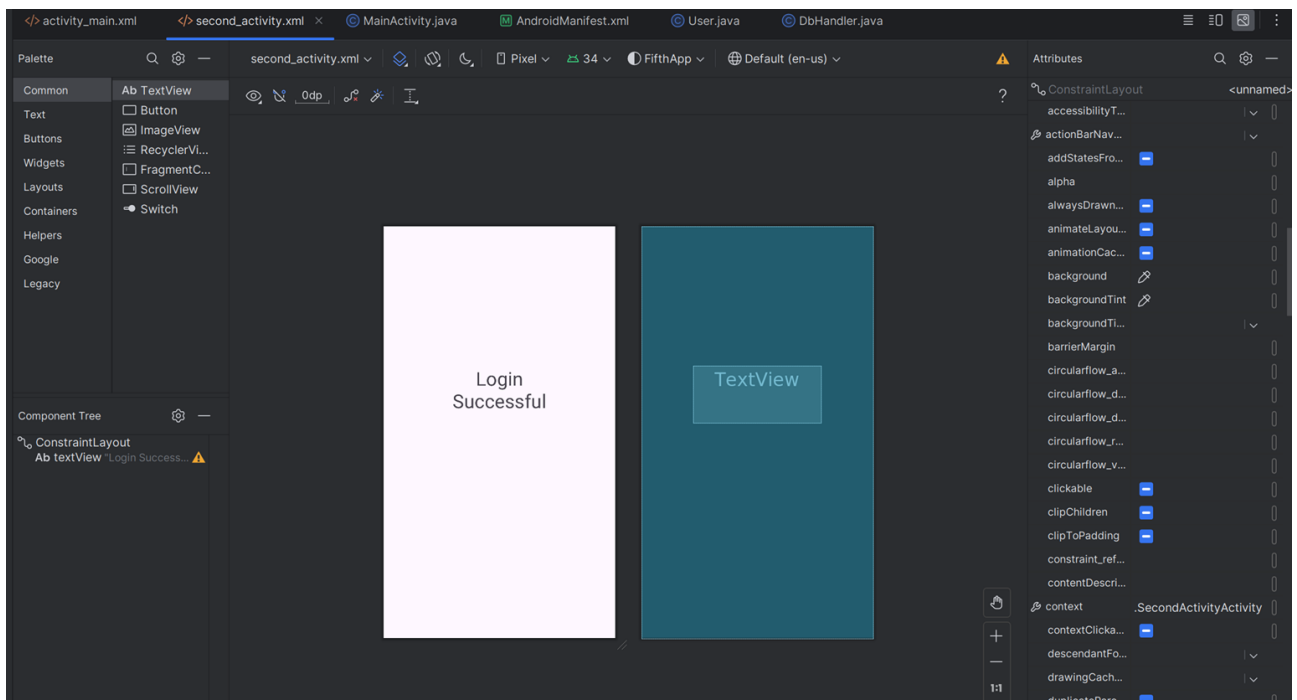 activity_main.xml
second_activity.xml
MainActivity.java
AndroidManifest.xml
User.java
DbHandler.java
Palette
second_activity.xml
Pixel
34
FifthApp
Default (en-us)
Attributes
Common
Text
Buttons
Widgets
Layouts
Containers
Helpers
Google
Legacy
Ab TextView
Button
ImageView
RecyclerVi...
FragmentC...
ScrollView
Switch
0dp
?
Login
Successful
TextView
Component Tree
ConstraintLayout
Ab textView "Login Success...
1:1
ConstraintLayout <unnamed>
accessibilityT...
actionBarNav...
addStatesFro...
alpha
alwaysDrawn...
animateLayou...
animationCac...
background
backgroundTint
backgroundTi...
barrierMargin
circularflow_a...
circularflow_d...
circularflow_d...
circularflow_r...
circularflow_v...
clickable
clipChildren
clipToPadding
constraint_ref...
contentDescri...
context .SecondActivityActivity
contextClicka...
descendantFo...
drawingCach...